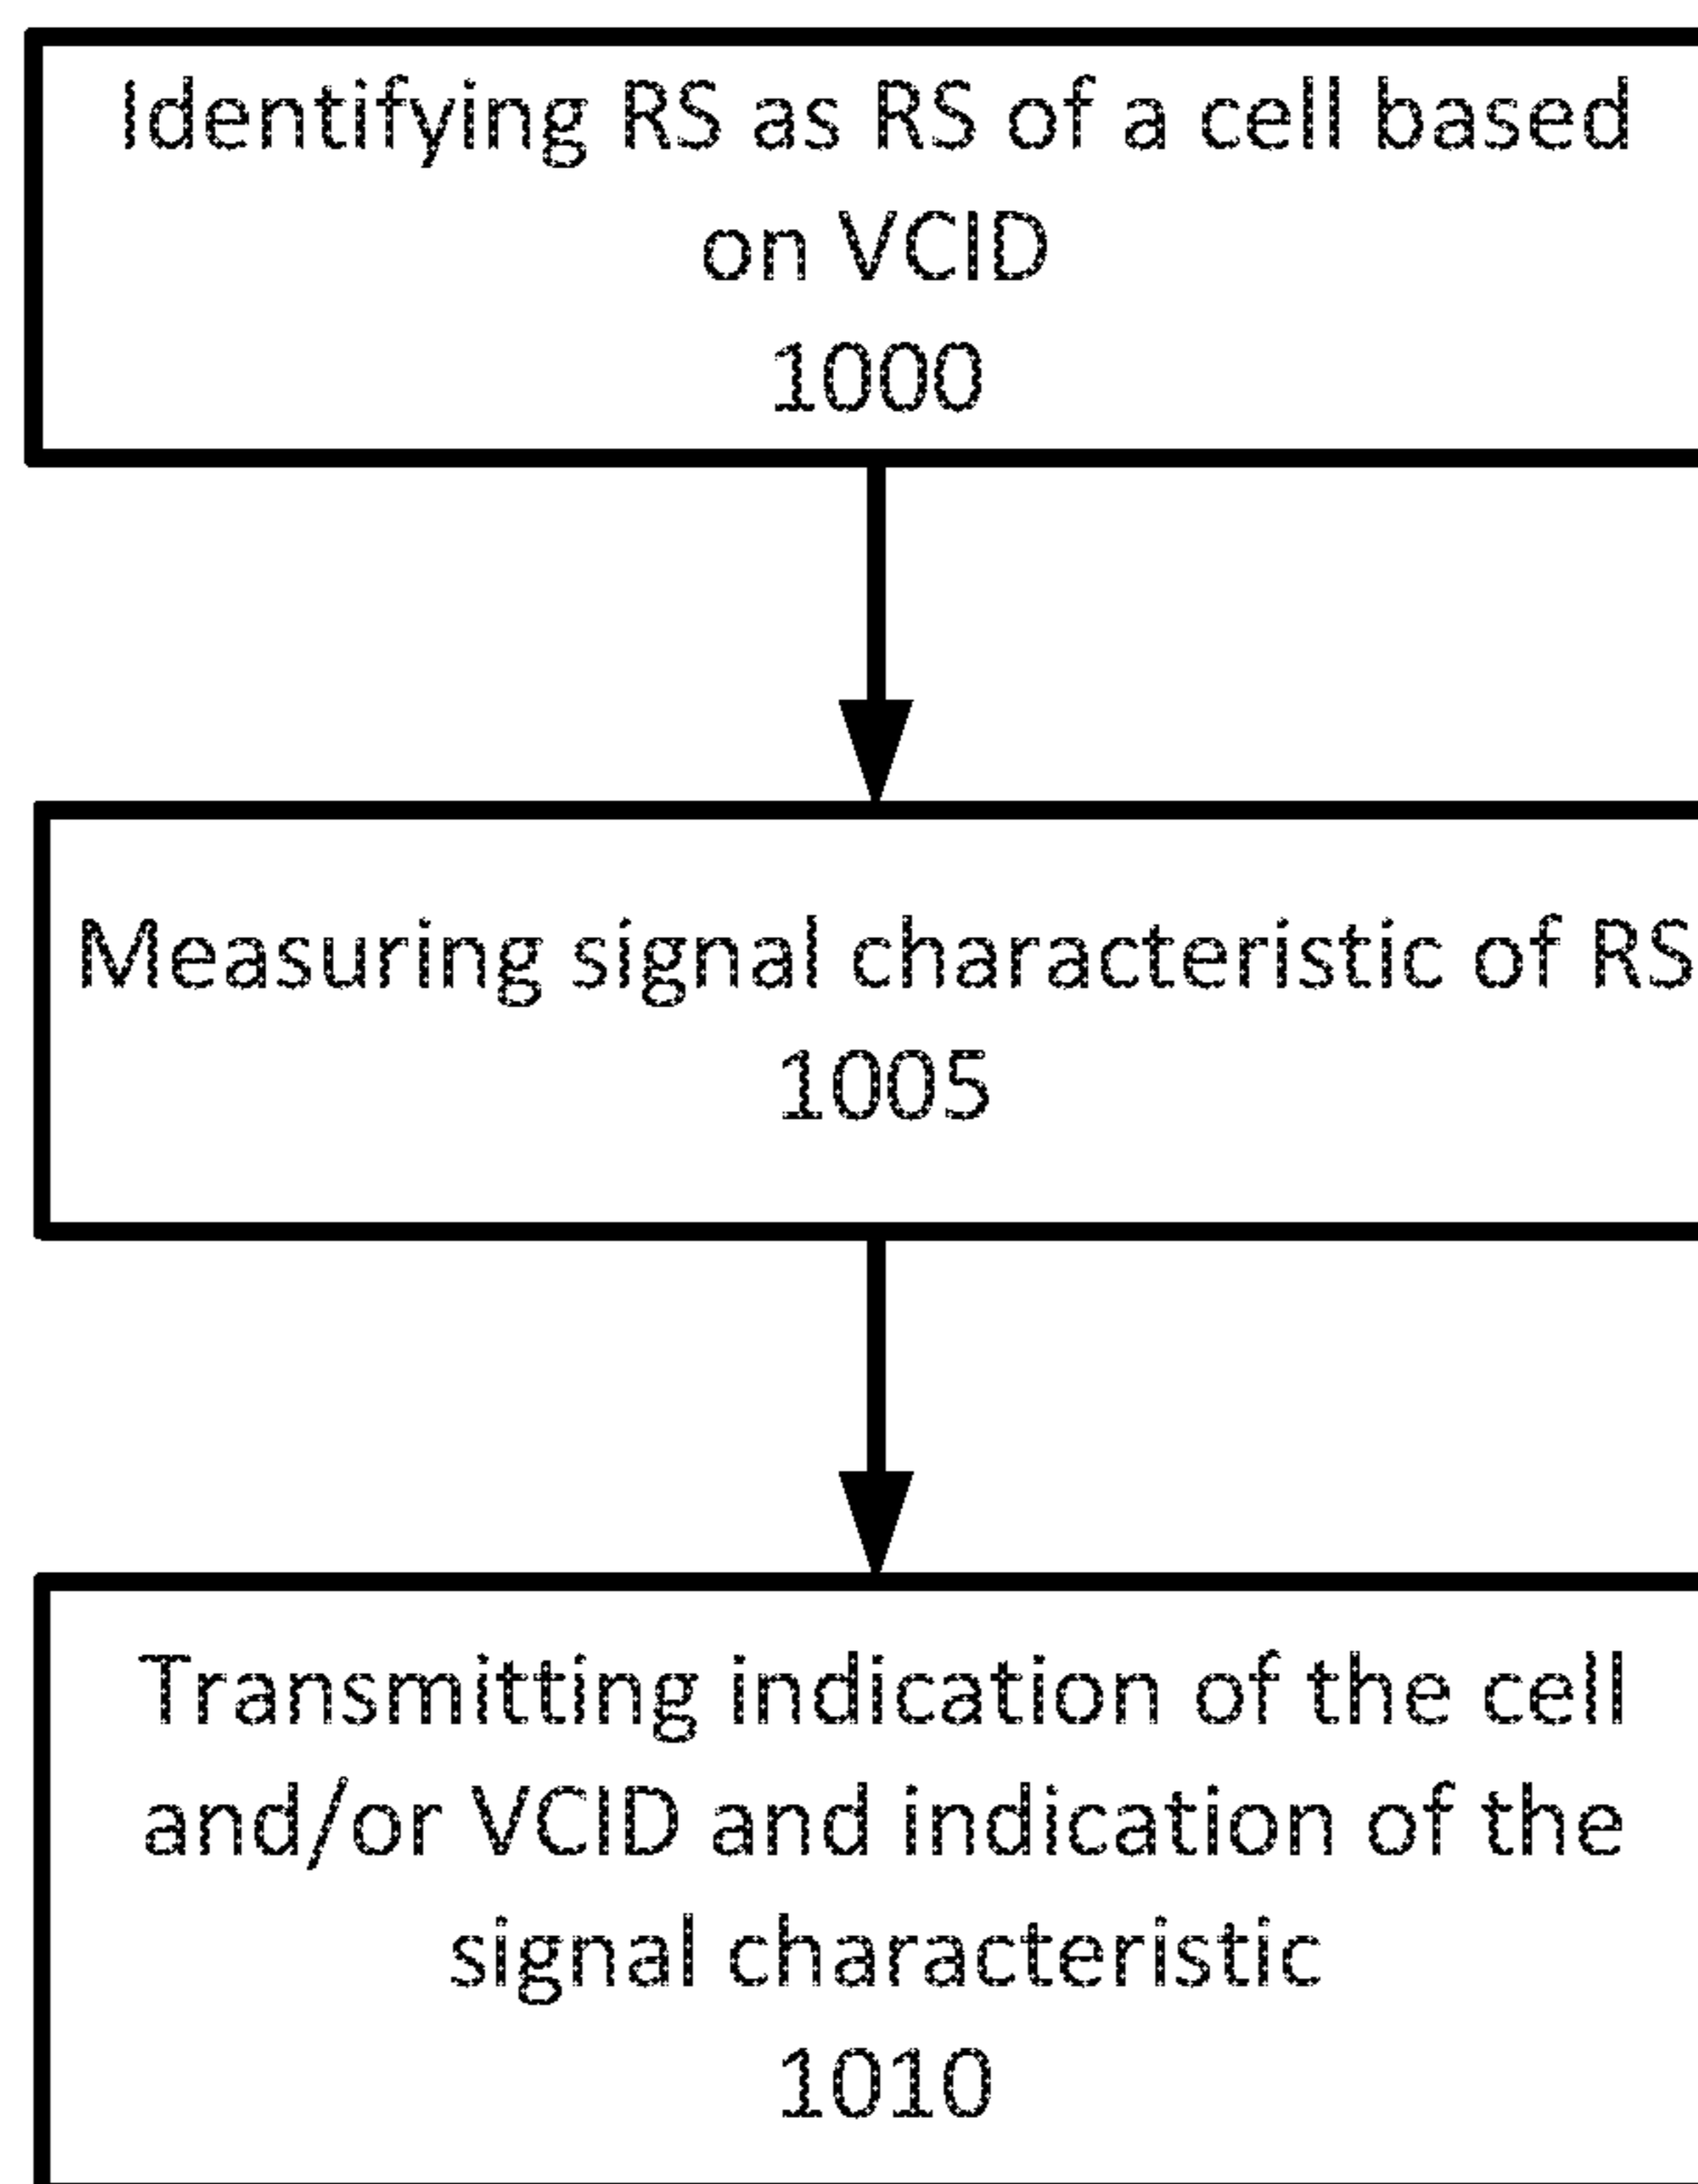 Identifying RS as RS of a cell based
on VCID
1000
Measuring signal characteristic of RS
1005
Transmitting indication of the cell
and/or VCID and indication of the
signal characteristic
1010